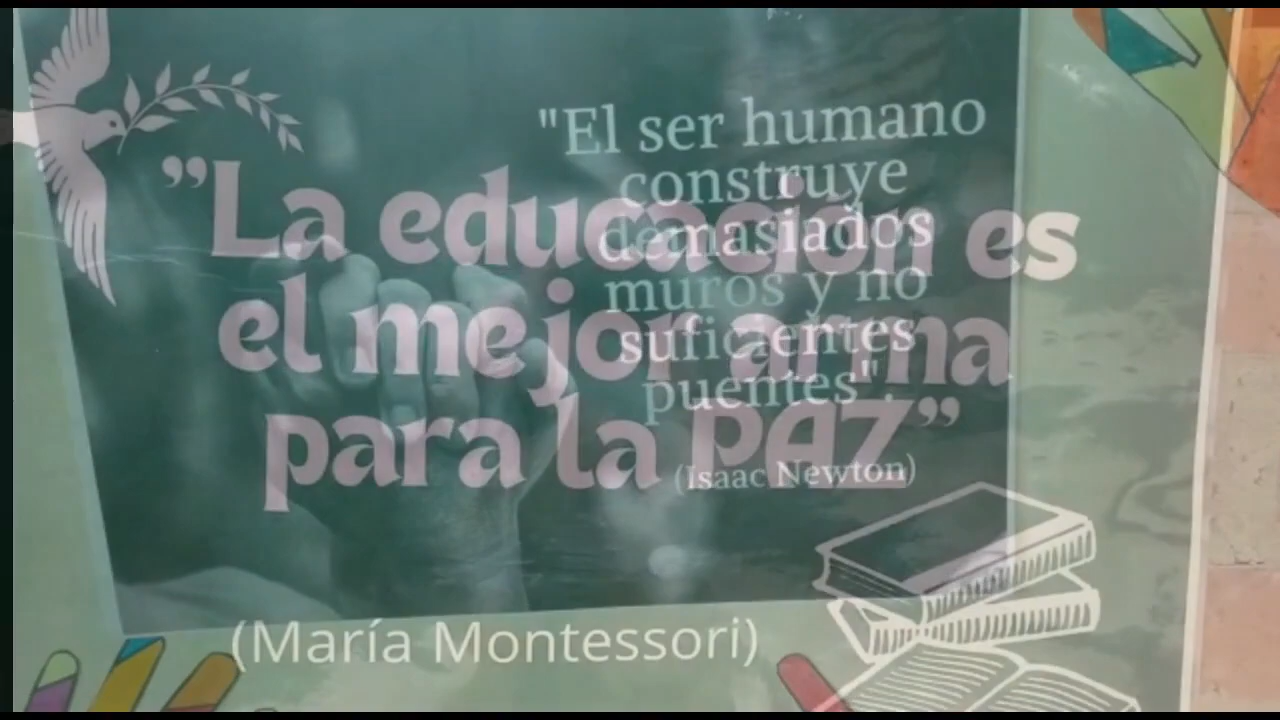 "El ser humano
construye
demasiados
muros y no
suficientes
puentes".
(Isaac Newton)
”La educación es
el mejor arma
para la PAZ”
(María Montessori)